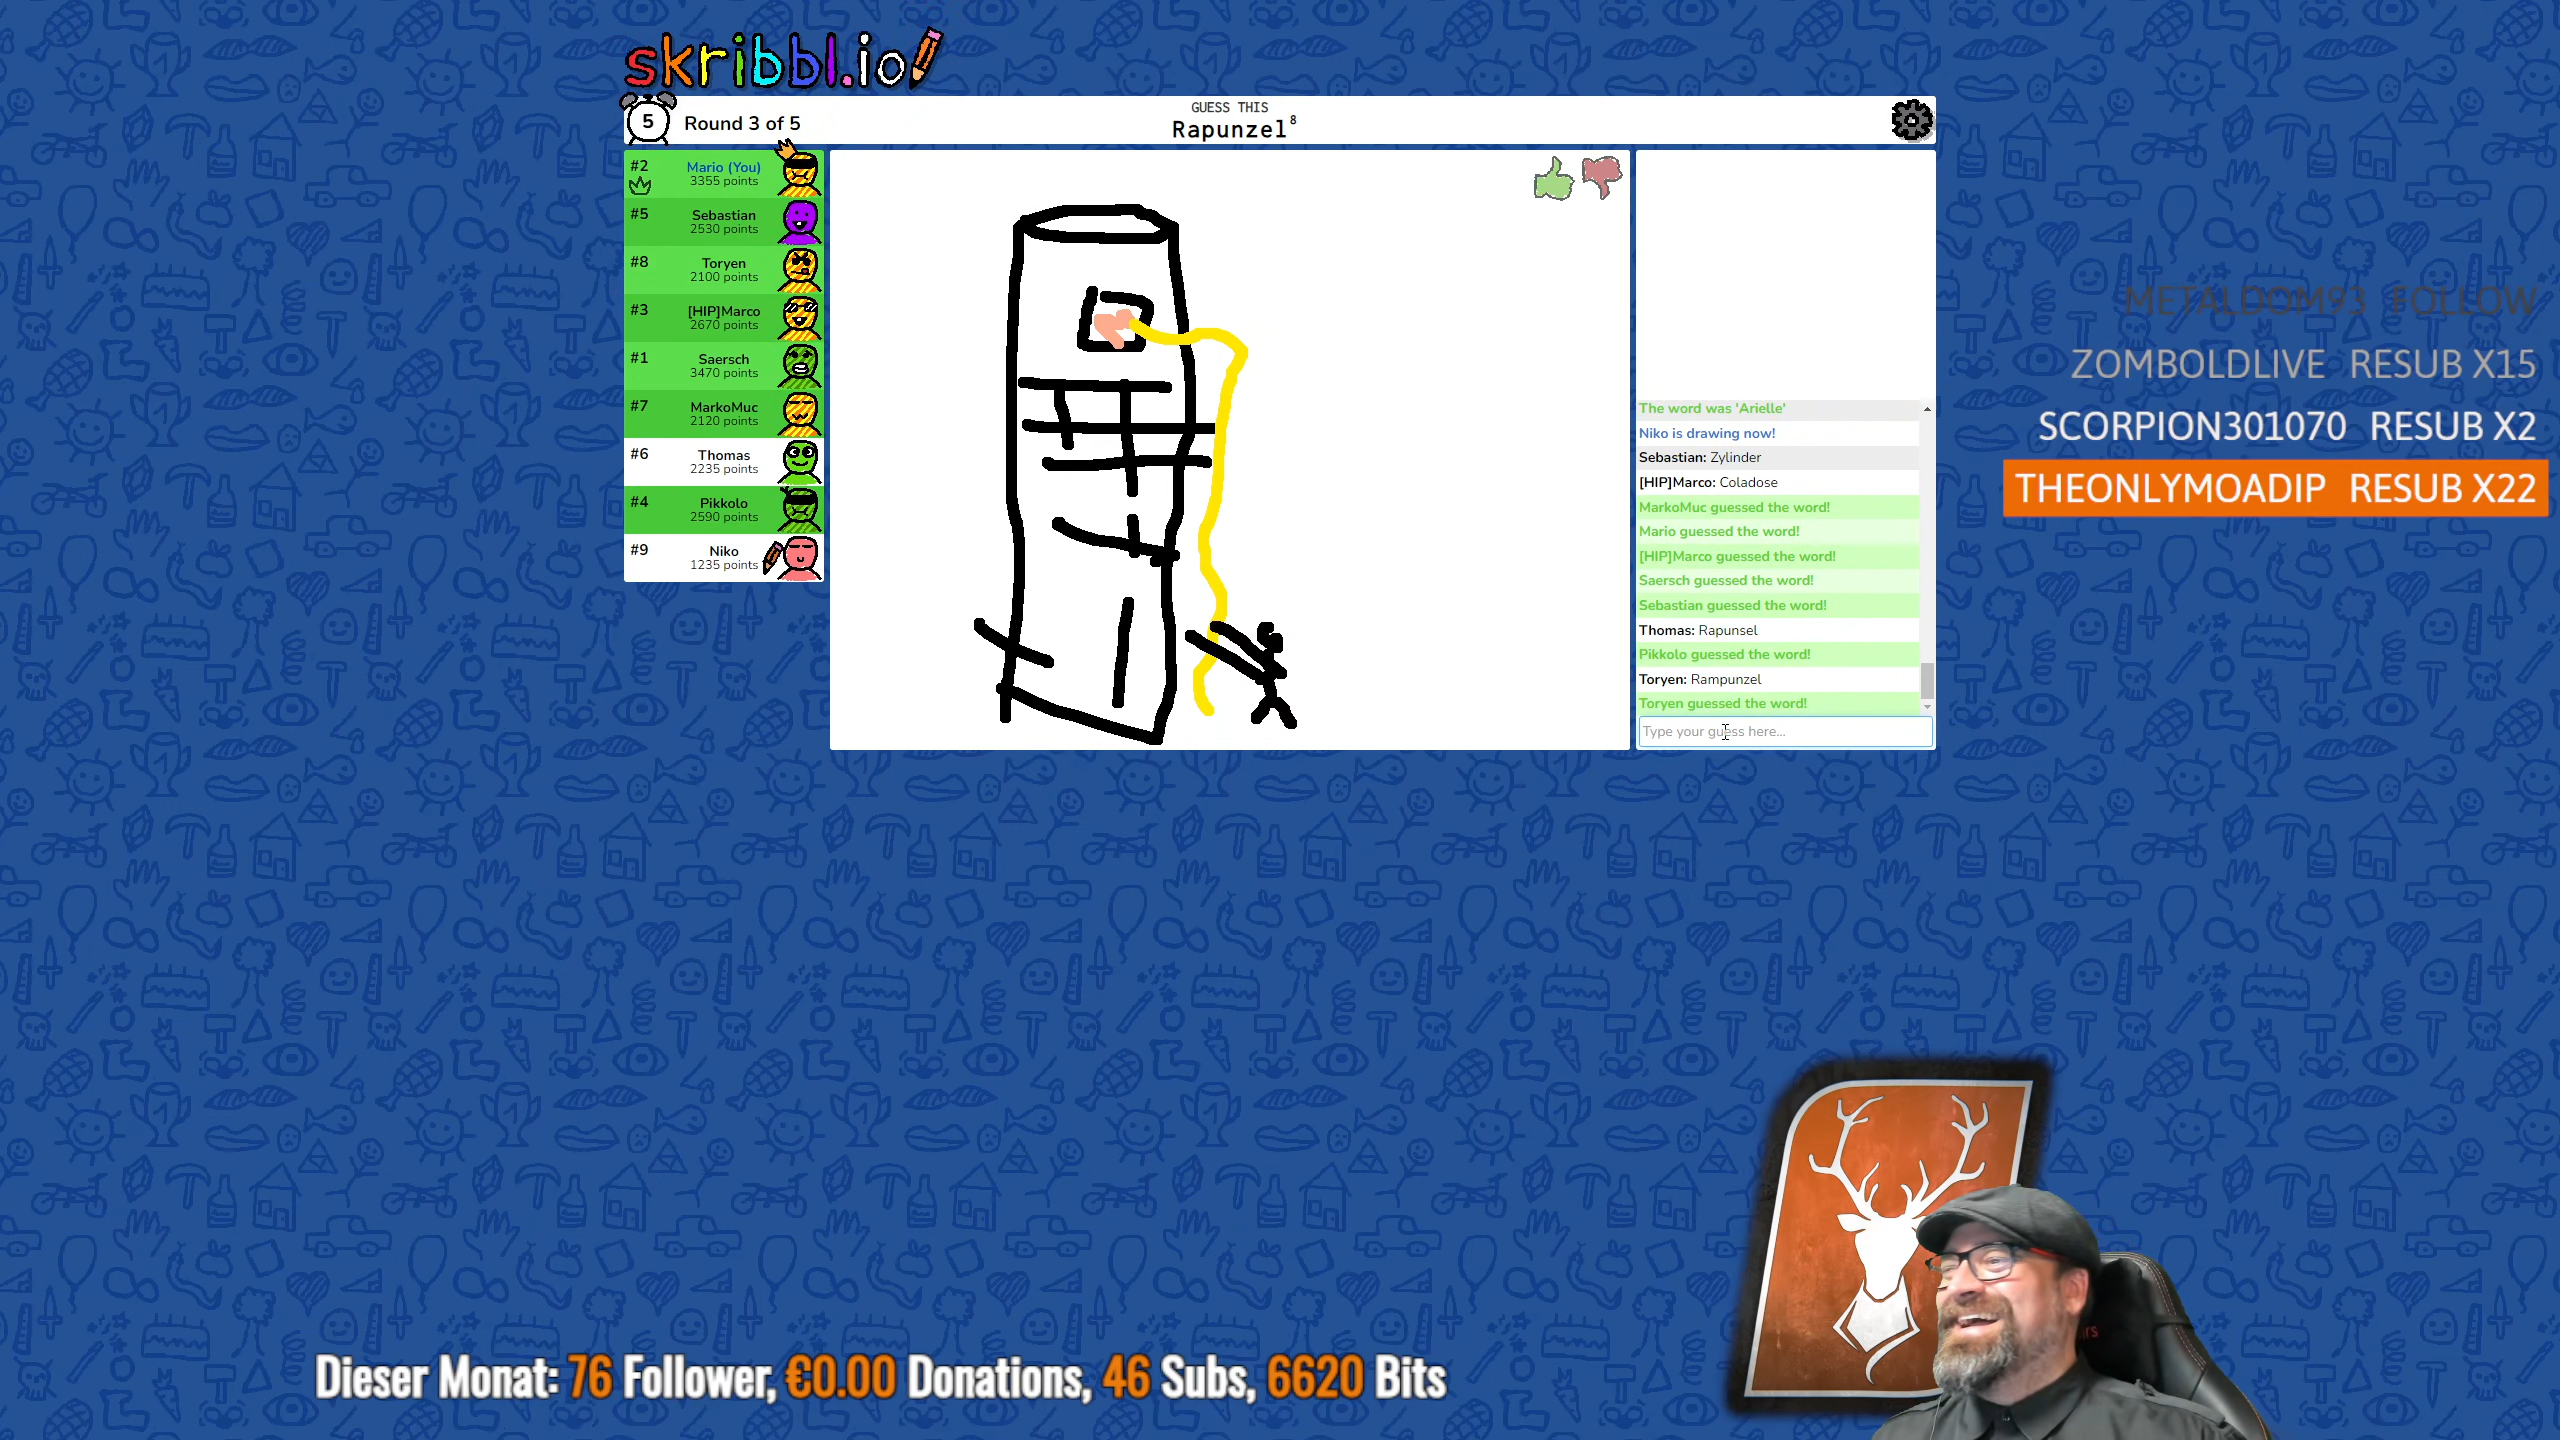 skribbl.io
5
Round 3 of 5
GUESS THIS
Rapunzel8
#2
Mario (You)
3355 points
#5
Sebastian
2530 points
#8
Toryen
2100 points
#3
[HIP]Marco
2670 points
#1
Saersch
3470 points
#7
MarkoMuc
2120 points
#6
Thomas
2235 points
#4
Pikkolo
2590 points
#9
Niko
1235 points
The word was 'Arielle'
Niko is drawing now!
Sebastian: Zylinder
[HIP]Marco: Coladose
MarkoMuc guessed the word!
Mario guessed the word!
[HIP]Marco guessed the word!
Saersch guessed the word!
Sebastian guessed the word!
Thomas: Rapunsel
Pikkolo guessed the word!
Toryen: Rampunzel
Toryen guessed the word!
Type your guess here...
METALDOM93 FOLLOW
ZOMBOLDLIVE RESUB X15
SCORPION301070 RESUB X2
THEONLYMOADIP RESUB X22
Dieser Monat: 76 Follower, €0.00 Donations, 46 Subs, 6620 Bits